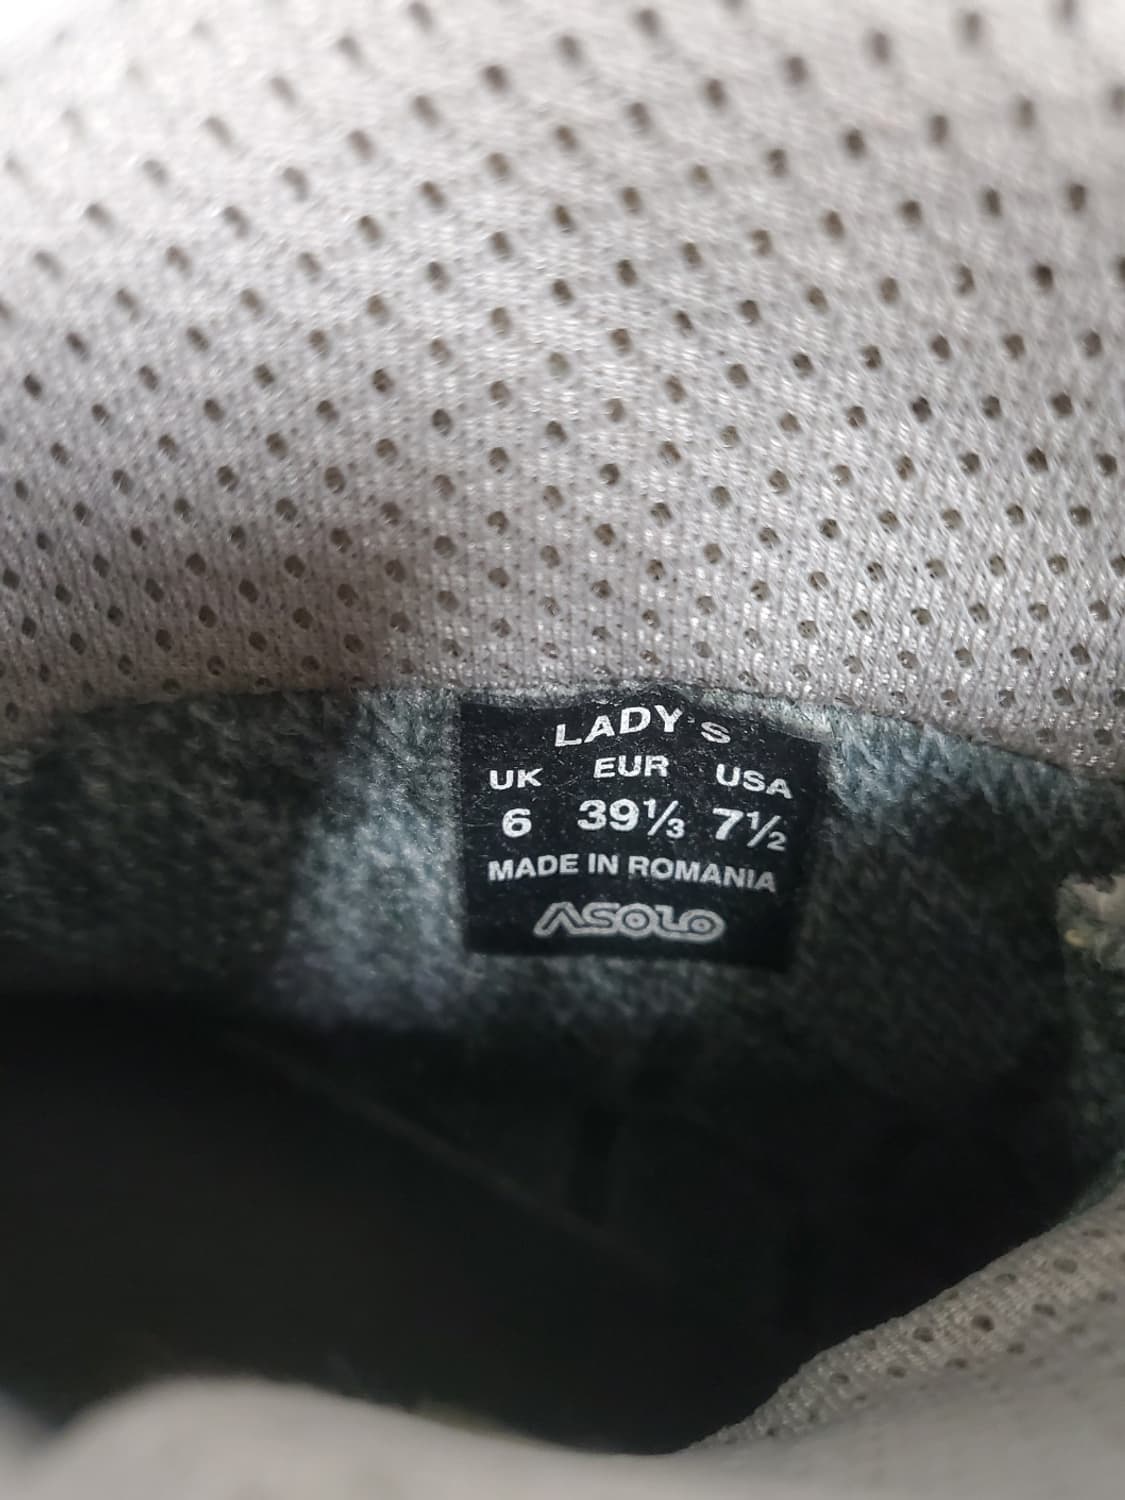 LADY'S
UK EUR USA
6 39⅓ 7½
MADE IN ROMANIA
ASOLO